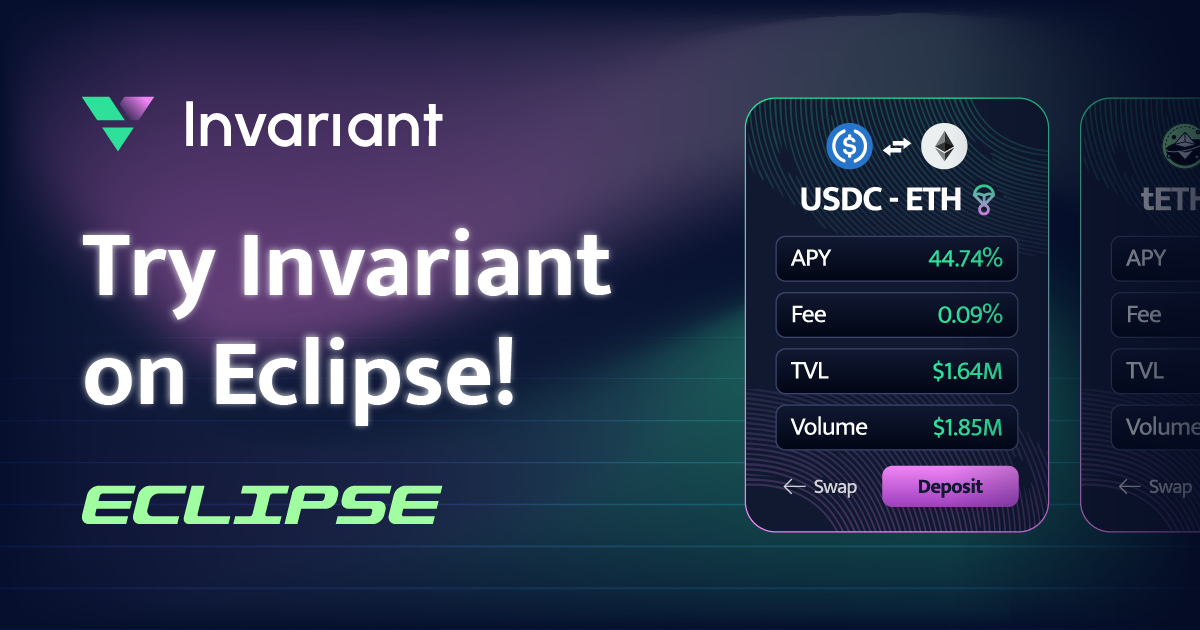 Invariant
Try Invariant
on Eclipse!
ECLIPSE
USDC - ETH
APY 44.74%
Fee 0.09%
TVL $1.64M
Volume $1.85M
← Swap Deposit
tETH
APY
Fee
TVL
Volume
← Swap